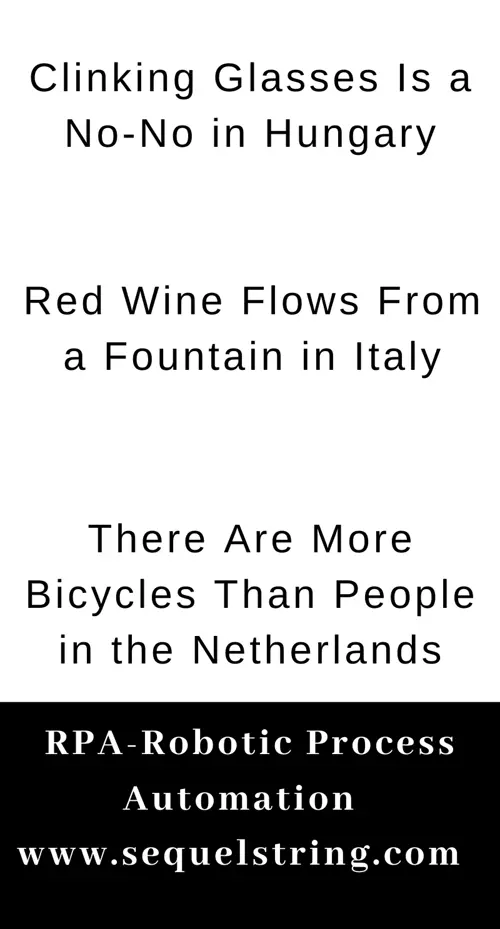 Clinking Glasses Is a
No-No in Hungary
Red Wine Flows From
a Fountain in Italy
There Are More
Bicycles Than People
in the Netherlands
RPA-Robotic Process
Automation
www.sequelstring.com